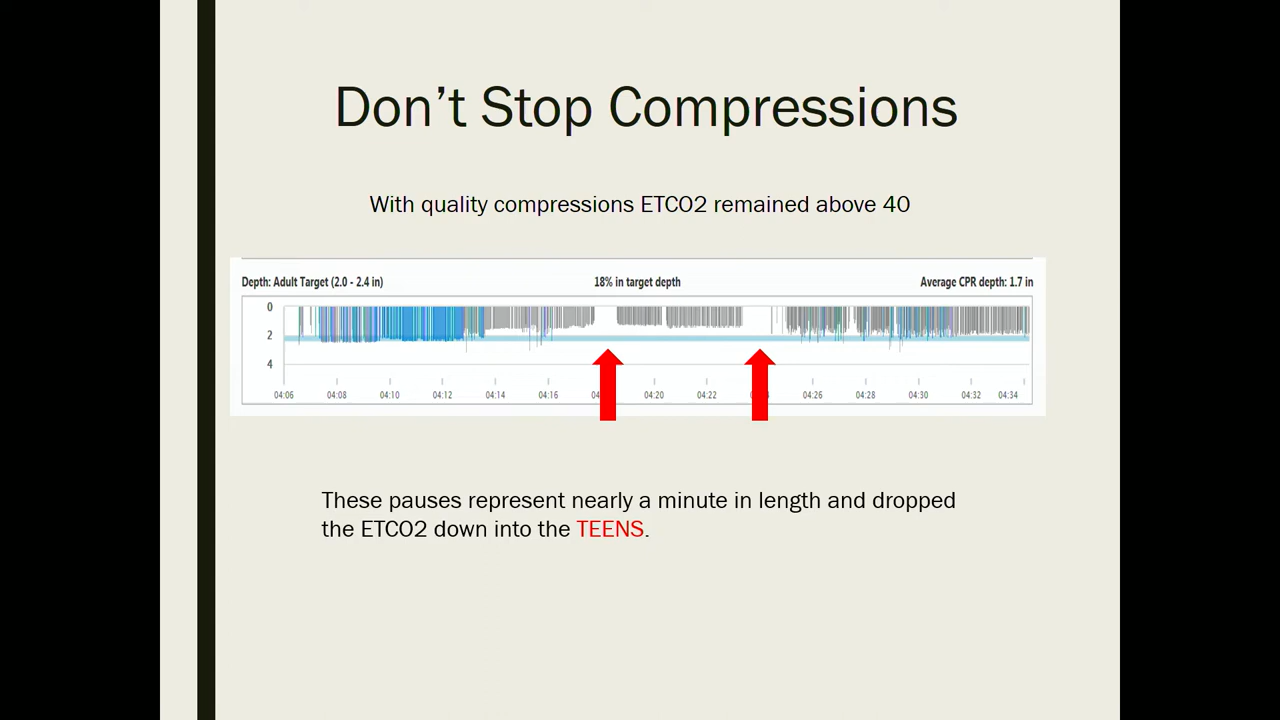 Don't Stop Compressions
With quality compressions ETCO2 remained above 40
Depth: Adult Target (2.0 - 2.4 in) 18% in target depth Average CPR depth: 1.7 in
0
2
4
04:06 04:08 04:10 04:12 04:14 04:16 04:20 04:22 04:26 04:28 04:30 04:32 04:34
These pauses represent nearly a minute in length and dropped
the ETCO2 down into the TEENS.